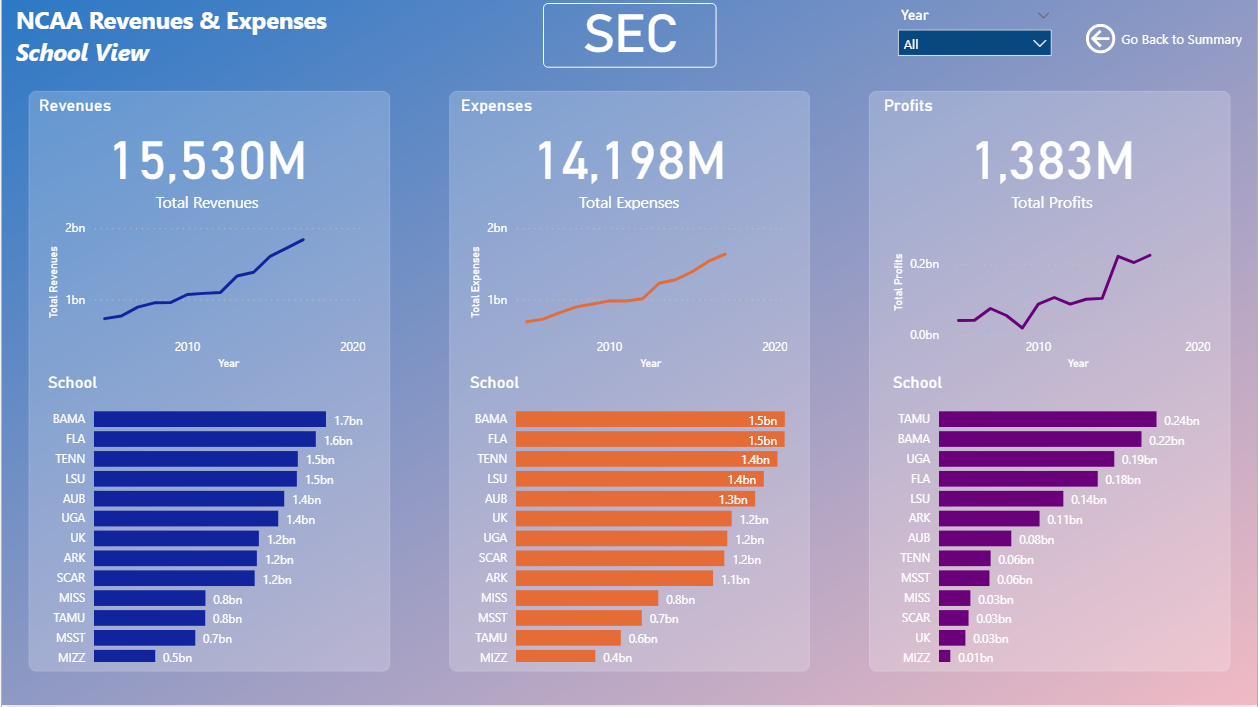 NCAA Revenues & Expenses
School View
SEC
Year
All
Go Back to Summary
Revenues
15,530M
Total Revenues
2bn
1bn
Total Revenues
2010
2020
Year
School
BAMA 1.7bn
FLA 1.6bn
TENN 1.5bn
LSU 1.5bn
AUB 1.4bn
UGA 1.4bn
UK 1.2bn
ARK 1.2bn
SCAR 1.2bn
MISS 0.8bn
TAMU 0.8bn
MSST 0.7bn
MIZZ 0.5bn
Expenses
14,198M
Total Expenses
2bn
1bn
Total Expenses
2010
2020
Year
School
BAMA 1.5bn
FLA 1.5bn
TENN 1.4bn
LSU 1.4bn
AUB 1.3bn
UK 1.2bn
UGA 1.2bn
SCAR 1.2bn
ARK 1.1bn
MISS 0.8bn
MSST 0.7bn
TAMU 0.6bn
MIZZ 0.4bn
Profits
1,383M
Total Profits
0.2bn
0.0bn
Total Profits
2010
2020
Year
School
TAMU 0.24bn
BAMA 0.22bn
UGA 0.19bn
FLA 0.18bn
LSU 0.14bn
ARK 0.11bn
AUB 0.08bn
TENN 0.06bn
MSST 0.06bn
MISS 0.03bn
SCAR 0.03bn
UK 0.03bn
MIZZ 0.01bn